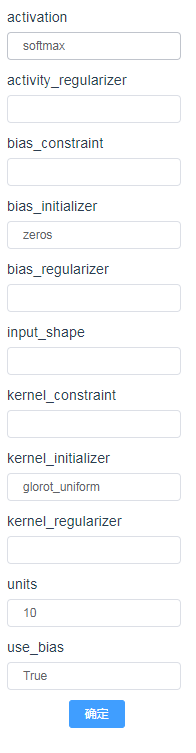 activation
softmax
activity_regularizer
bias_constraint
bias_initializer
zeros
bias_regularizer
input_shape
kernel_constraint
kernel_initializer
glorot_uniform
kernel_regularizer
units
10
use_bias
True
确定